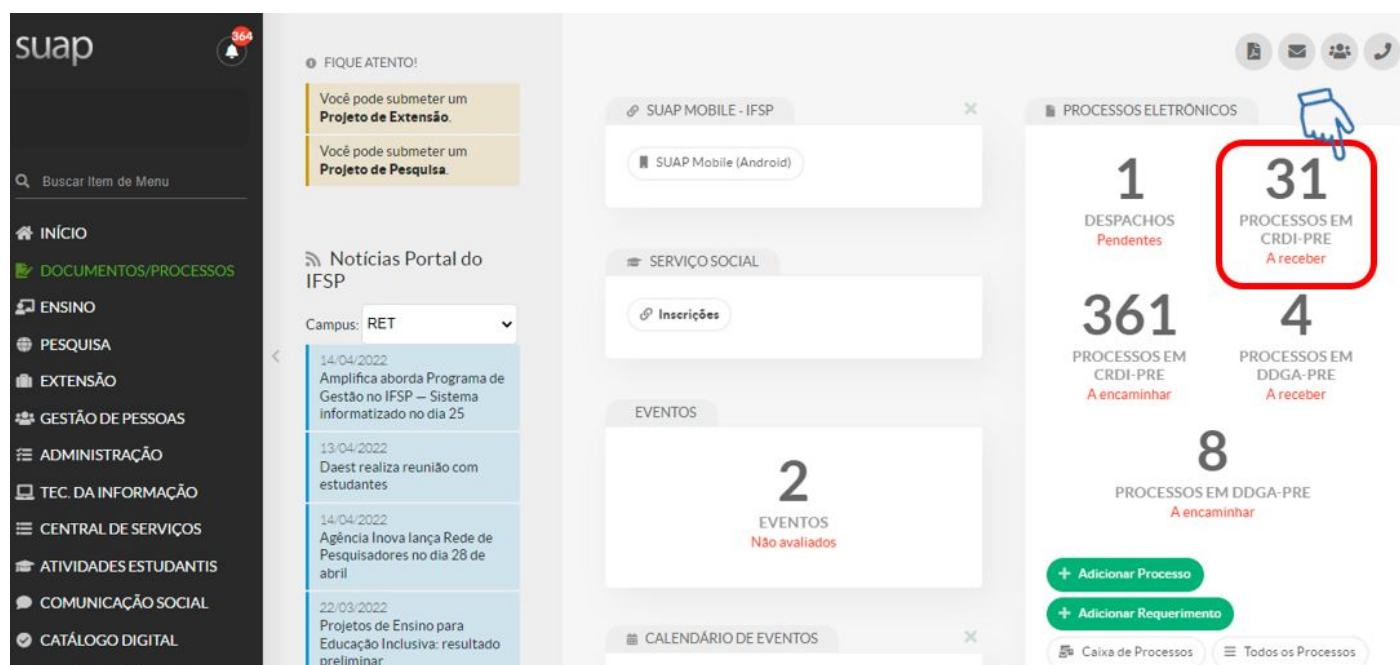 suap
364
Buscar Item de Menu
INÍCIO
DOCUMENTOS/PROCESSOS
ENSINO
PESQUISA
EXTENSÃO
GESTÃO DE PESSOAS
ADMINISTRAÇÃO
TEC. DA INFORMAÇÃO
CENTRAL DE SERVIÇOS
ATIVIDADES ESTUDANTIS
COMUNICAÇÃO SOCIAL
CATÁLOGO DIGITAL
FIQUE ATENTO!
Você pode submeter um
Projeto de Extensão.
Você pode submeter um
Projeto de Pesquisa.
Notícias Portal do
IFSP
Campus: RET
14/04/2022
Amplifica aborda Programa de
Gestão no IFSP — Sistema
informatizado no dia 25
13/04/2022
Daest realiza reunião com
estudantes
14/04/2022
Agência Inova lança Rede de
Pesquisadores no dia 28 de
abril
22/03/2022
Projetos de Ensino para
Educação Inclusiva: resultado
preliminar
SUAP MOBILE - IFSP
SUAP Mobile (Android)
SERVIÇO SOCIAL
Inscrições
EVENTOS
2
EVENTOS
Não avaliados
CALENDÁRIO DE EVENTOS
PROCESSOS ELETRÔNICOS
1
DESPACHOS
Pendentes
31
PROCESSOS EM
CRDI-PRE
A receber
361
PROCESSOS EM
CRDI-PRE
A encaminhar
4
PROCESSOS EM
DDGA-PRE
A receber
8
PROCESSOS EM DDGA-PRE
A encaminhar
+ Adicionar Processo
+ Adicionar Requerimento
Caixa de Processos
Todos os Processos